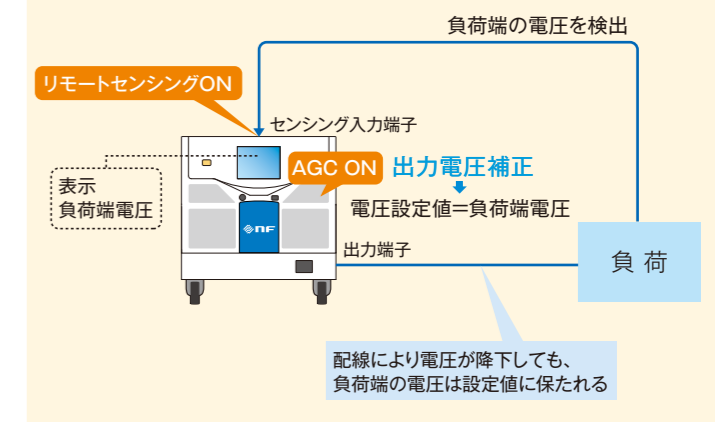 負荷端の電圧を検出
リモートセンシングON
センシング入力端子
AGC ON
出力電圧補正
表示
負荷端電圧
電圧設定値＝負荷端電圧
nF
出力端子
負 荷
配線により電圧が降下しても、
負荷端の電圧は設定値に保たれる